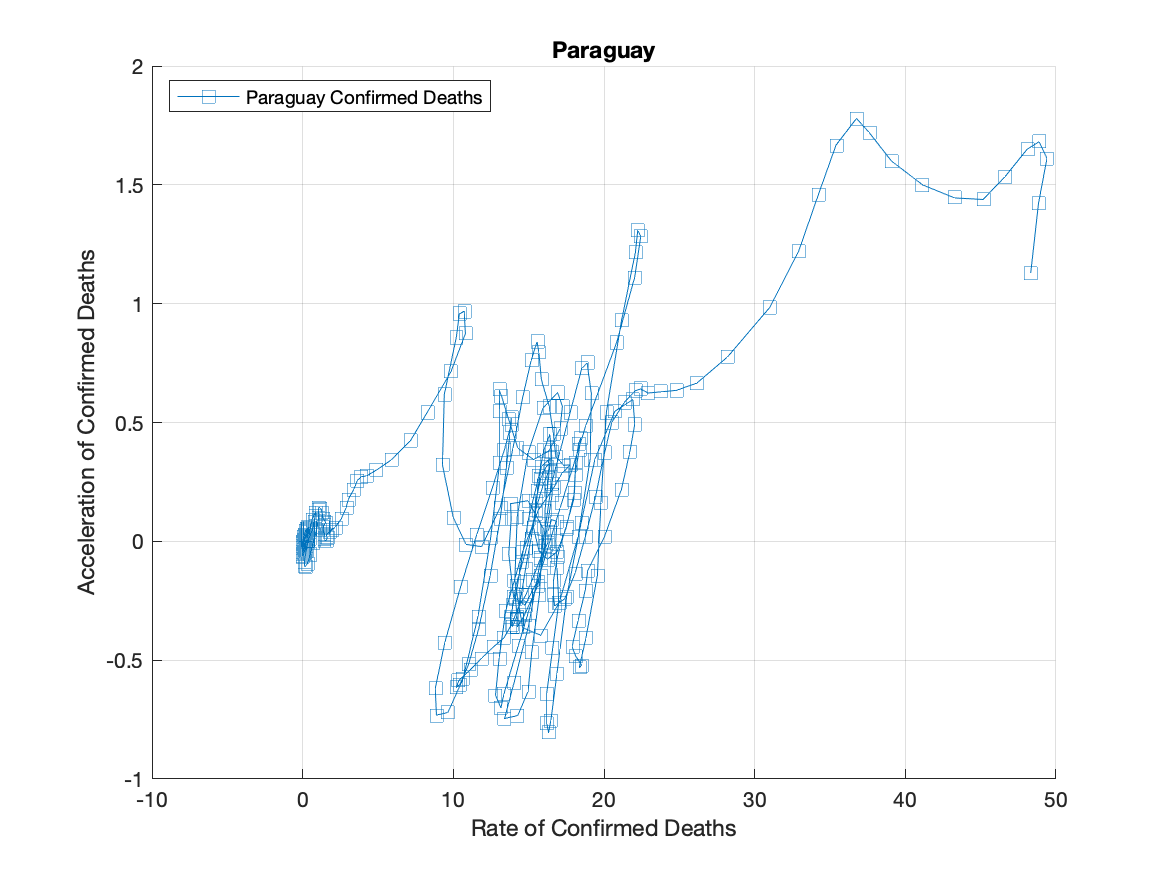 Paraguay
Paraguay Confirmed Deaths
2
1.5
1
0.5
0
-0.5
-1
Acceleration of Confirmed Deaths
-10 0 10 20 30 40 50
Rate of Confirmed Deaths